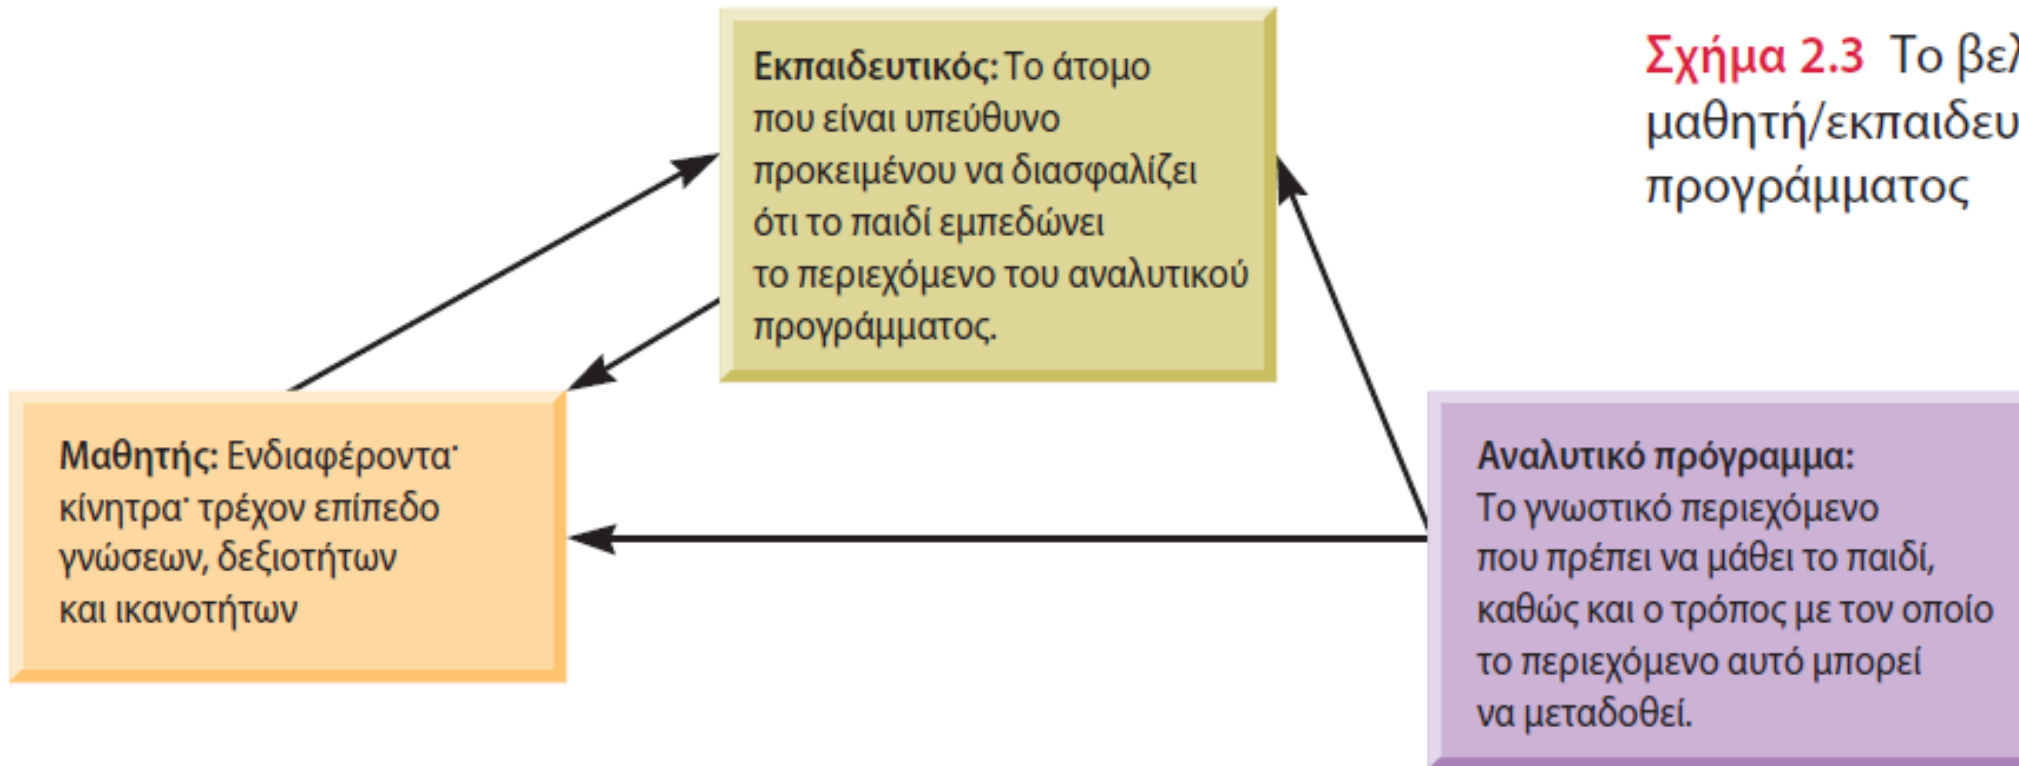 Εκπαιδευτικός: Το άτομο
που είναι υπεύθυνο
προκειμένου να διασφαλίζει
ότι το παιδί εμπεδώνει
το περιεχόμενο του αναλυτικού
προγράμματος.
Σχήμα 2.3 Το βελ
μαθητή/εκπαιδευ
προγράμματος
Μαθητής: Ενδιαφέροντα·
κίνητρα· τρέχον επίπεδο
γνώσεων, δεξιοτήτων
και ικανοτήτων
Αναλυτικό πρόγραμμα:
Το γνωστικό περιεχόμενο
που πρέπει να μάθει το παιδί,
καθώς και ο τρόπος με τον οποίο
το περιεχόμενο αυτό μπορεί
να μεταδοθεί.